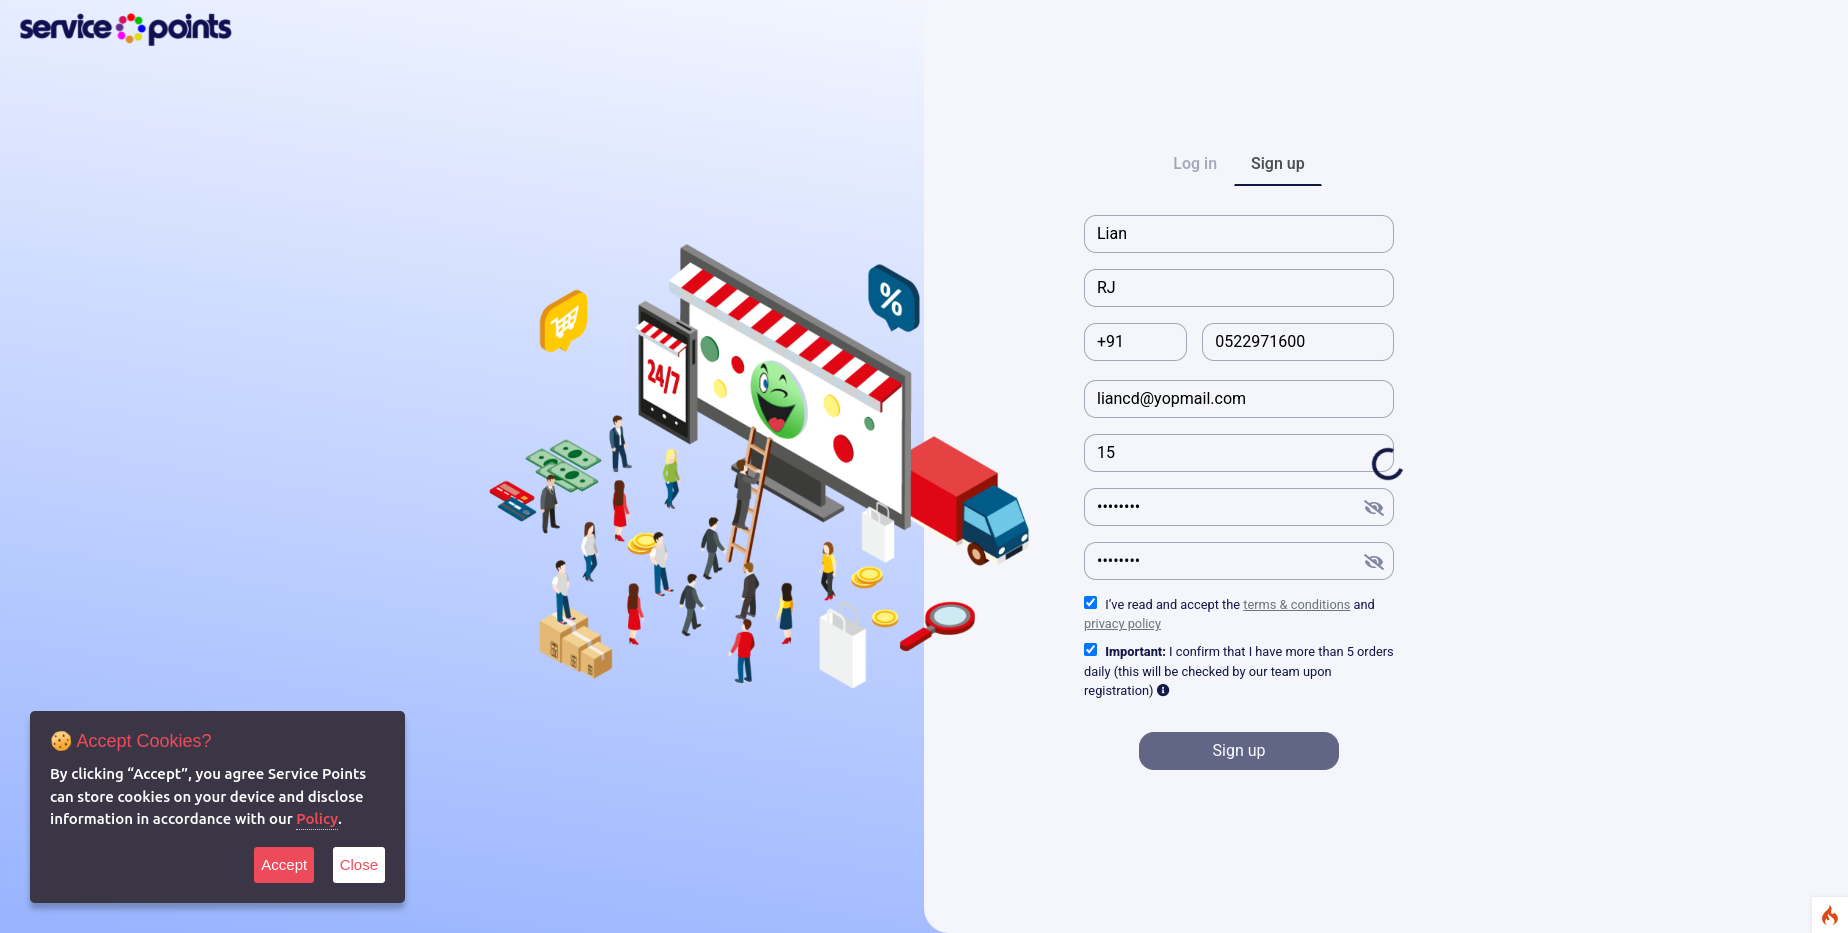 service points
Log in
Sign up
Lian
RJ
+91
0522971600
liancd@yopmail.com
15
••••••••
••••••••
I've read and accept the terms & conditions and
privacy policy
Important: I confirm that I have more than 5 orders
daily (this will be checked by our team upon
registration)
Sign up
%
24/7
Accept Cookies?
By clicking “Accept”, you agree Service Points
can store cookies on your device and disclose
information in accordance with our Policy.
Accept
Close